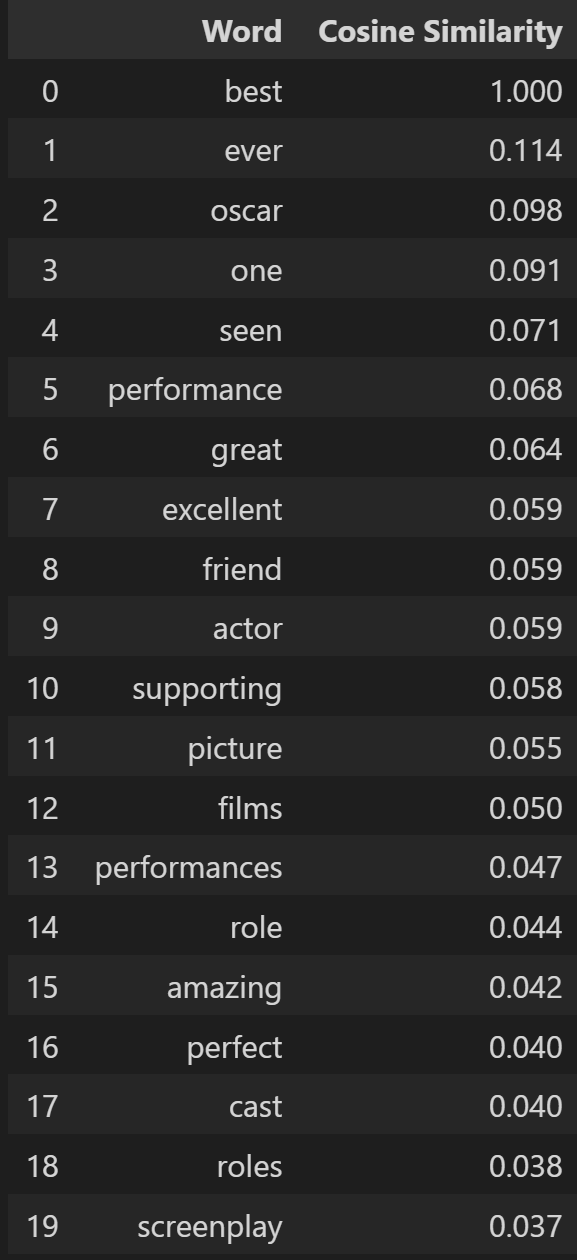 Word Cosine Similarity
0 best 1.000
1 ever 0.114
2 oscar 0.098
3 one 0.091
4 seen 0.071
5 performance 0.068
6 great 0.064
7 excellent 0.059
8 friend 0.059
9 actor 0.059
10 supporting 0.058
11 picture 0.055
12 films 0.050
13 performances 0.047
14 role 0.044
15 amazing 0.042
16 perfect 0.040
17 cast 0.040
18 roles 0.038
19 screenplay 0.037